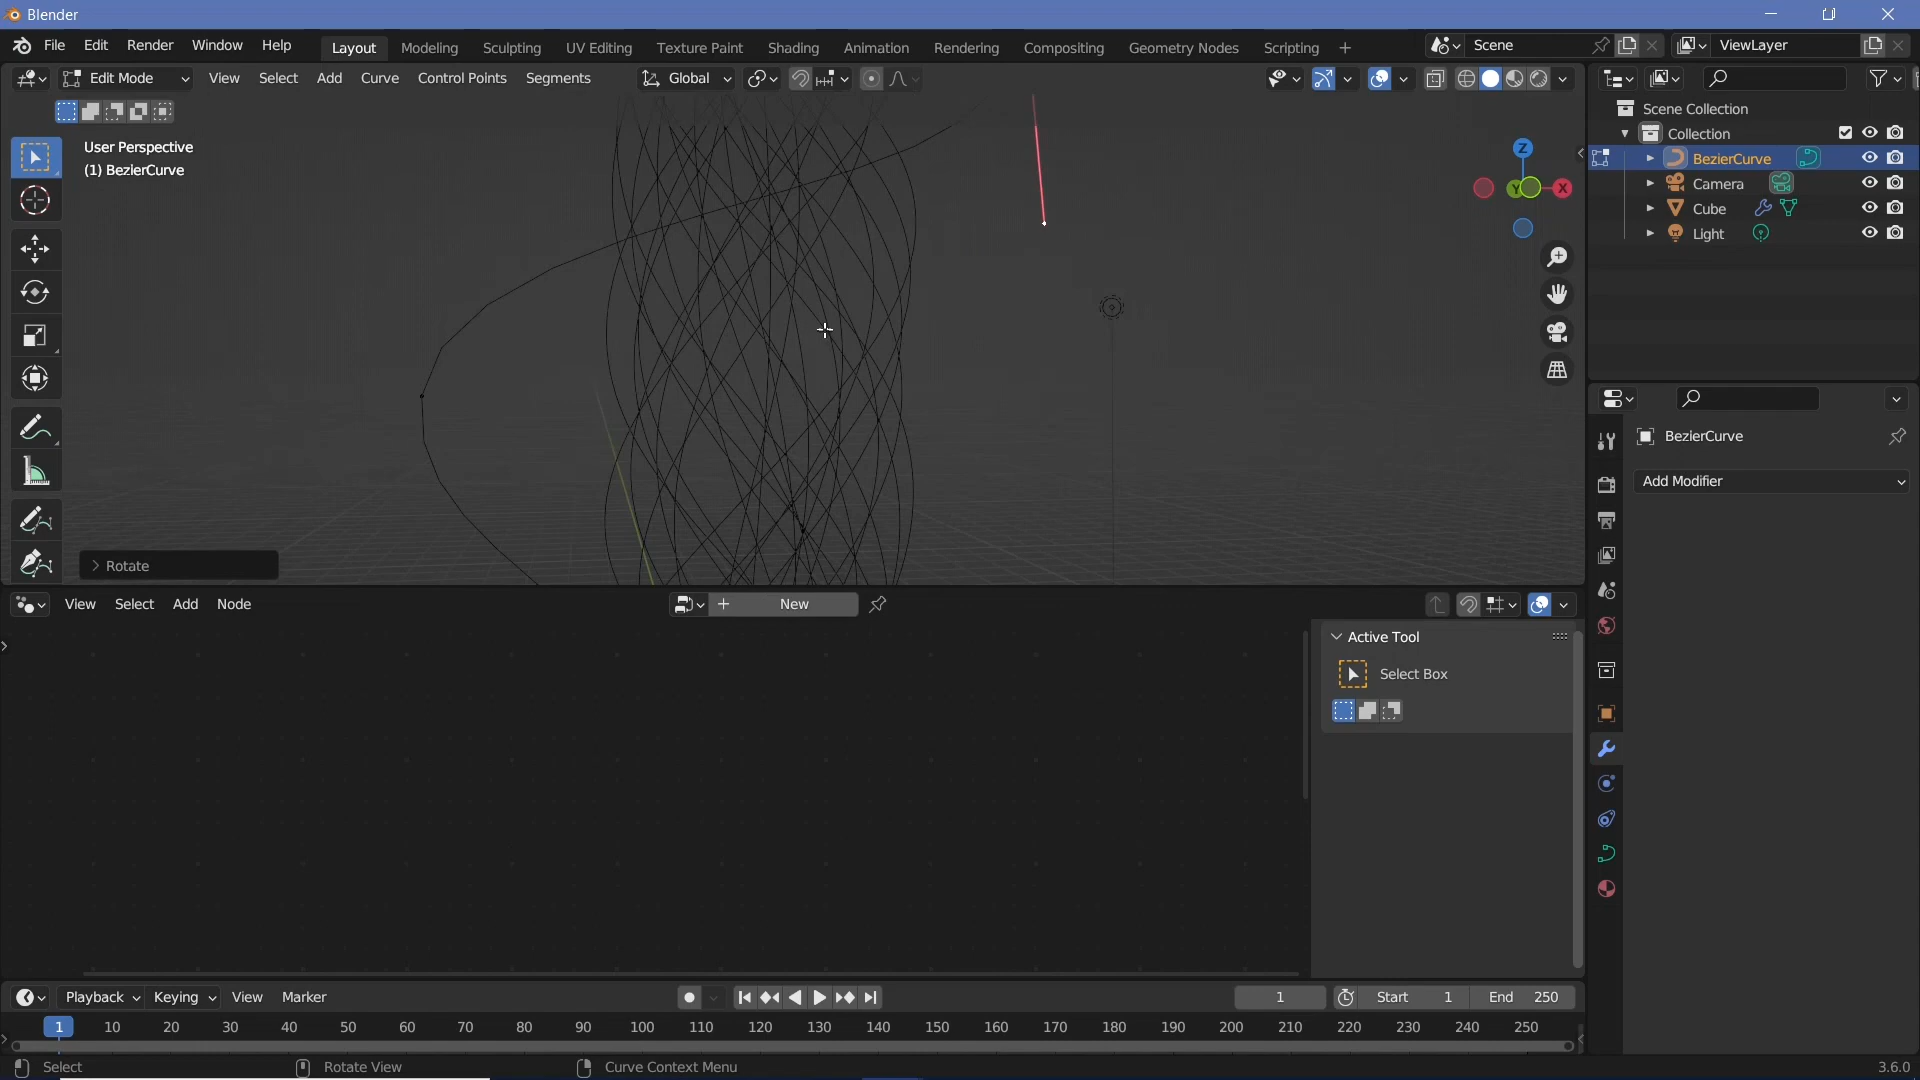 Blender
File Edit Render Window Help Layout Modeling Sculpting UV Editing Texture Paint Shading Animation Rendering Compositing Geometry Nodes Scripting + Scene ViewLayer
Edit Mode View Select Add Curve Control Points Segments Global
User Perspective
(1) BezierCurve
Z
Y X
Rotate
Scene Collection
Collection
BezierCurve
Camera
Cube
Light
BezierCurve
Add Modifier
View Select Add Node + New
Active Tool
Select Box
Playback Keying View Marker 1 Start 1 End 250
1 10 20 30 40 50 60 70 80 90 100 110 120 130 140 150 160 170 180 190 200 210 220 230 240 250
Select Rotate View Curve Context Menu 3.6.0